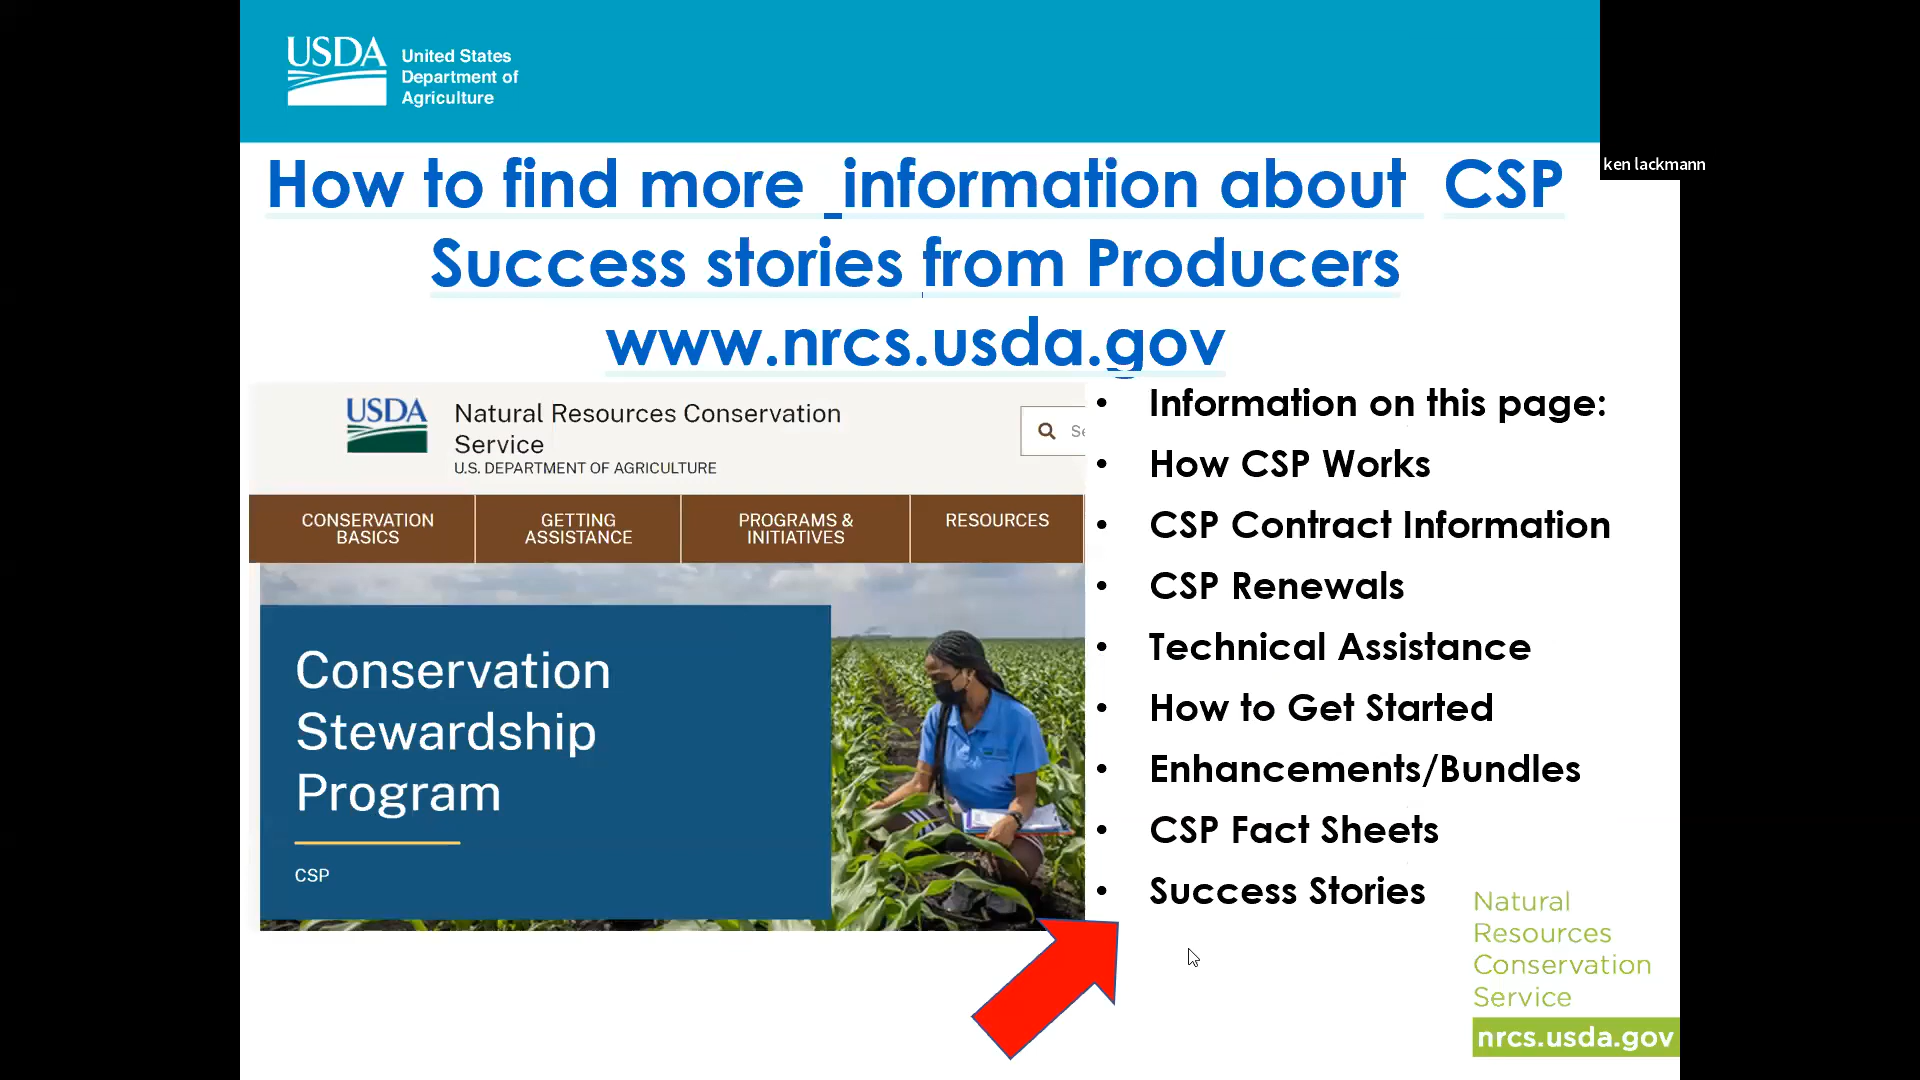 USDA
United States
Department of
Agriculture
ken lackmann
How to find more information about CSP
Success stories from Producers
www.nrcs.usda.gov
USDA
Natural Resources Conservation
Service
U.S. DEPARTMENT OF AGRICULTURE
Se
CONSERVATION
BASICS
GETTING
ASSISTANCE
PROGRAMS &
INITIATIVES
RESOURCES
Conservation
Stewardship
Program
CSP
• Information on this page:
• How CSP Works
• CSP Contract Information
• CSP Renewals
• Technical Assistance
• How to Get Started
• Enhancements/Bundles
• CSP Fact Sheets
• Success Stories
Natural
Resources
Conservation
Service
nrcs.usda.gov